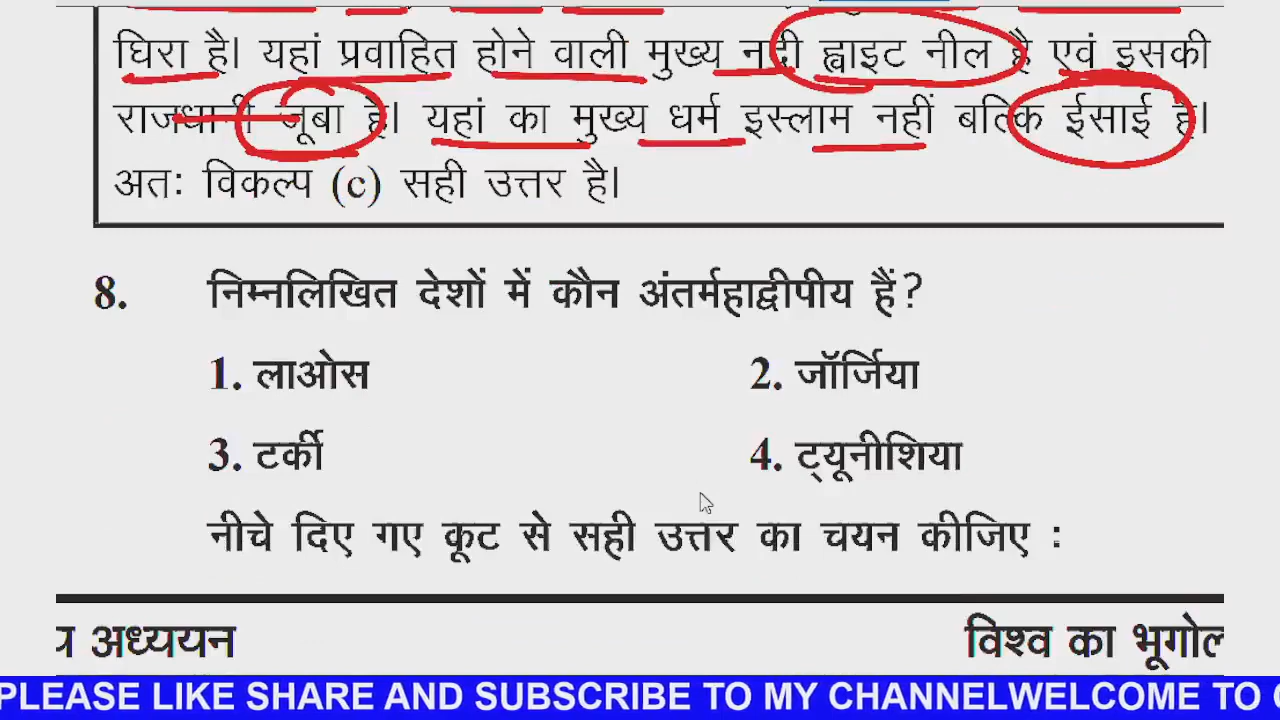 घिरा है। यहां प्रवाहित होने वाली मुख्य नदी ह्वाइट नील है एवं इसकी
राजधानी जूबा है। यहां का मुख्य धर्म इस्लाम नहीं बल्कि ईसाई है।
अतः विकल्प (c) सही उत्तर है।
8. निम्नलिखित देशों में कौन अंतर्महाद्वीपीय हैं?
1. लाओस 2. जॉर्जिया
3. टर्की 4. ट्यूनीशिया
नीचे दिए गए कूट से सही उत्तर का चयन कीजिए :
य अध्ययन विश्व का भूगोल
PLEASE LIKE SHARE AND SUBSCRIBE TO MY CHANNELWELCOME TO